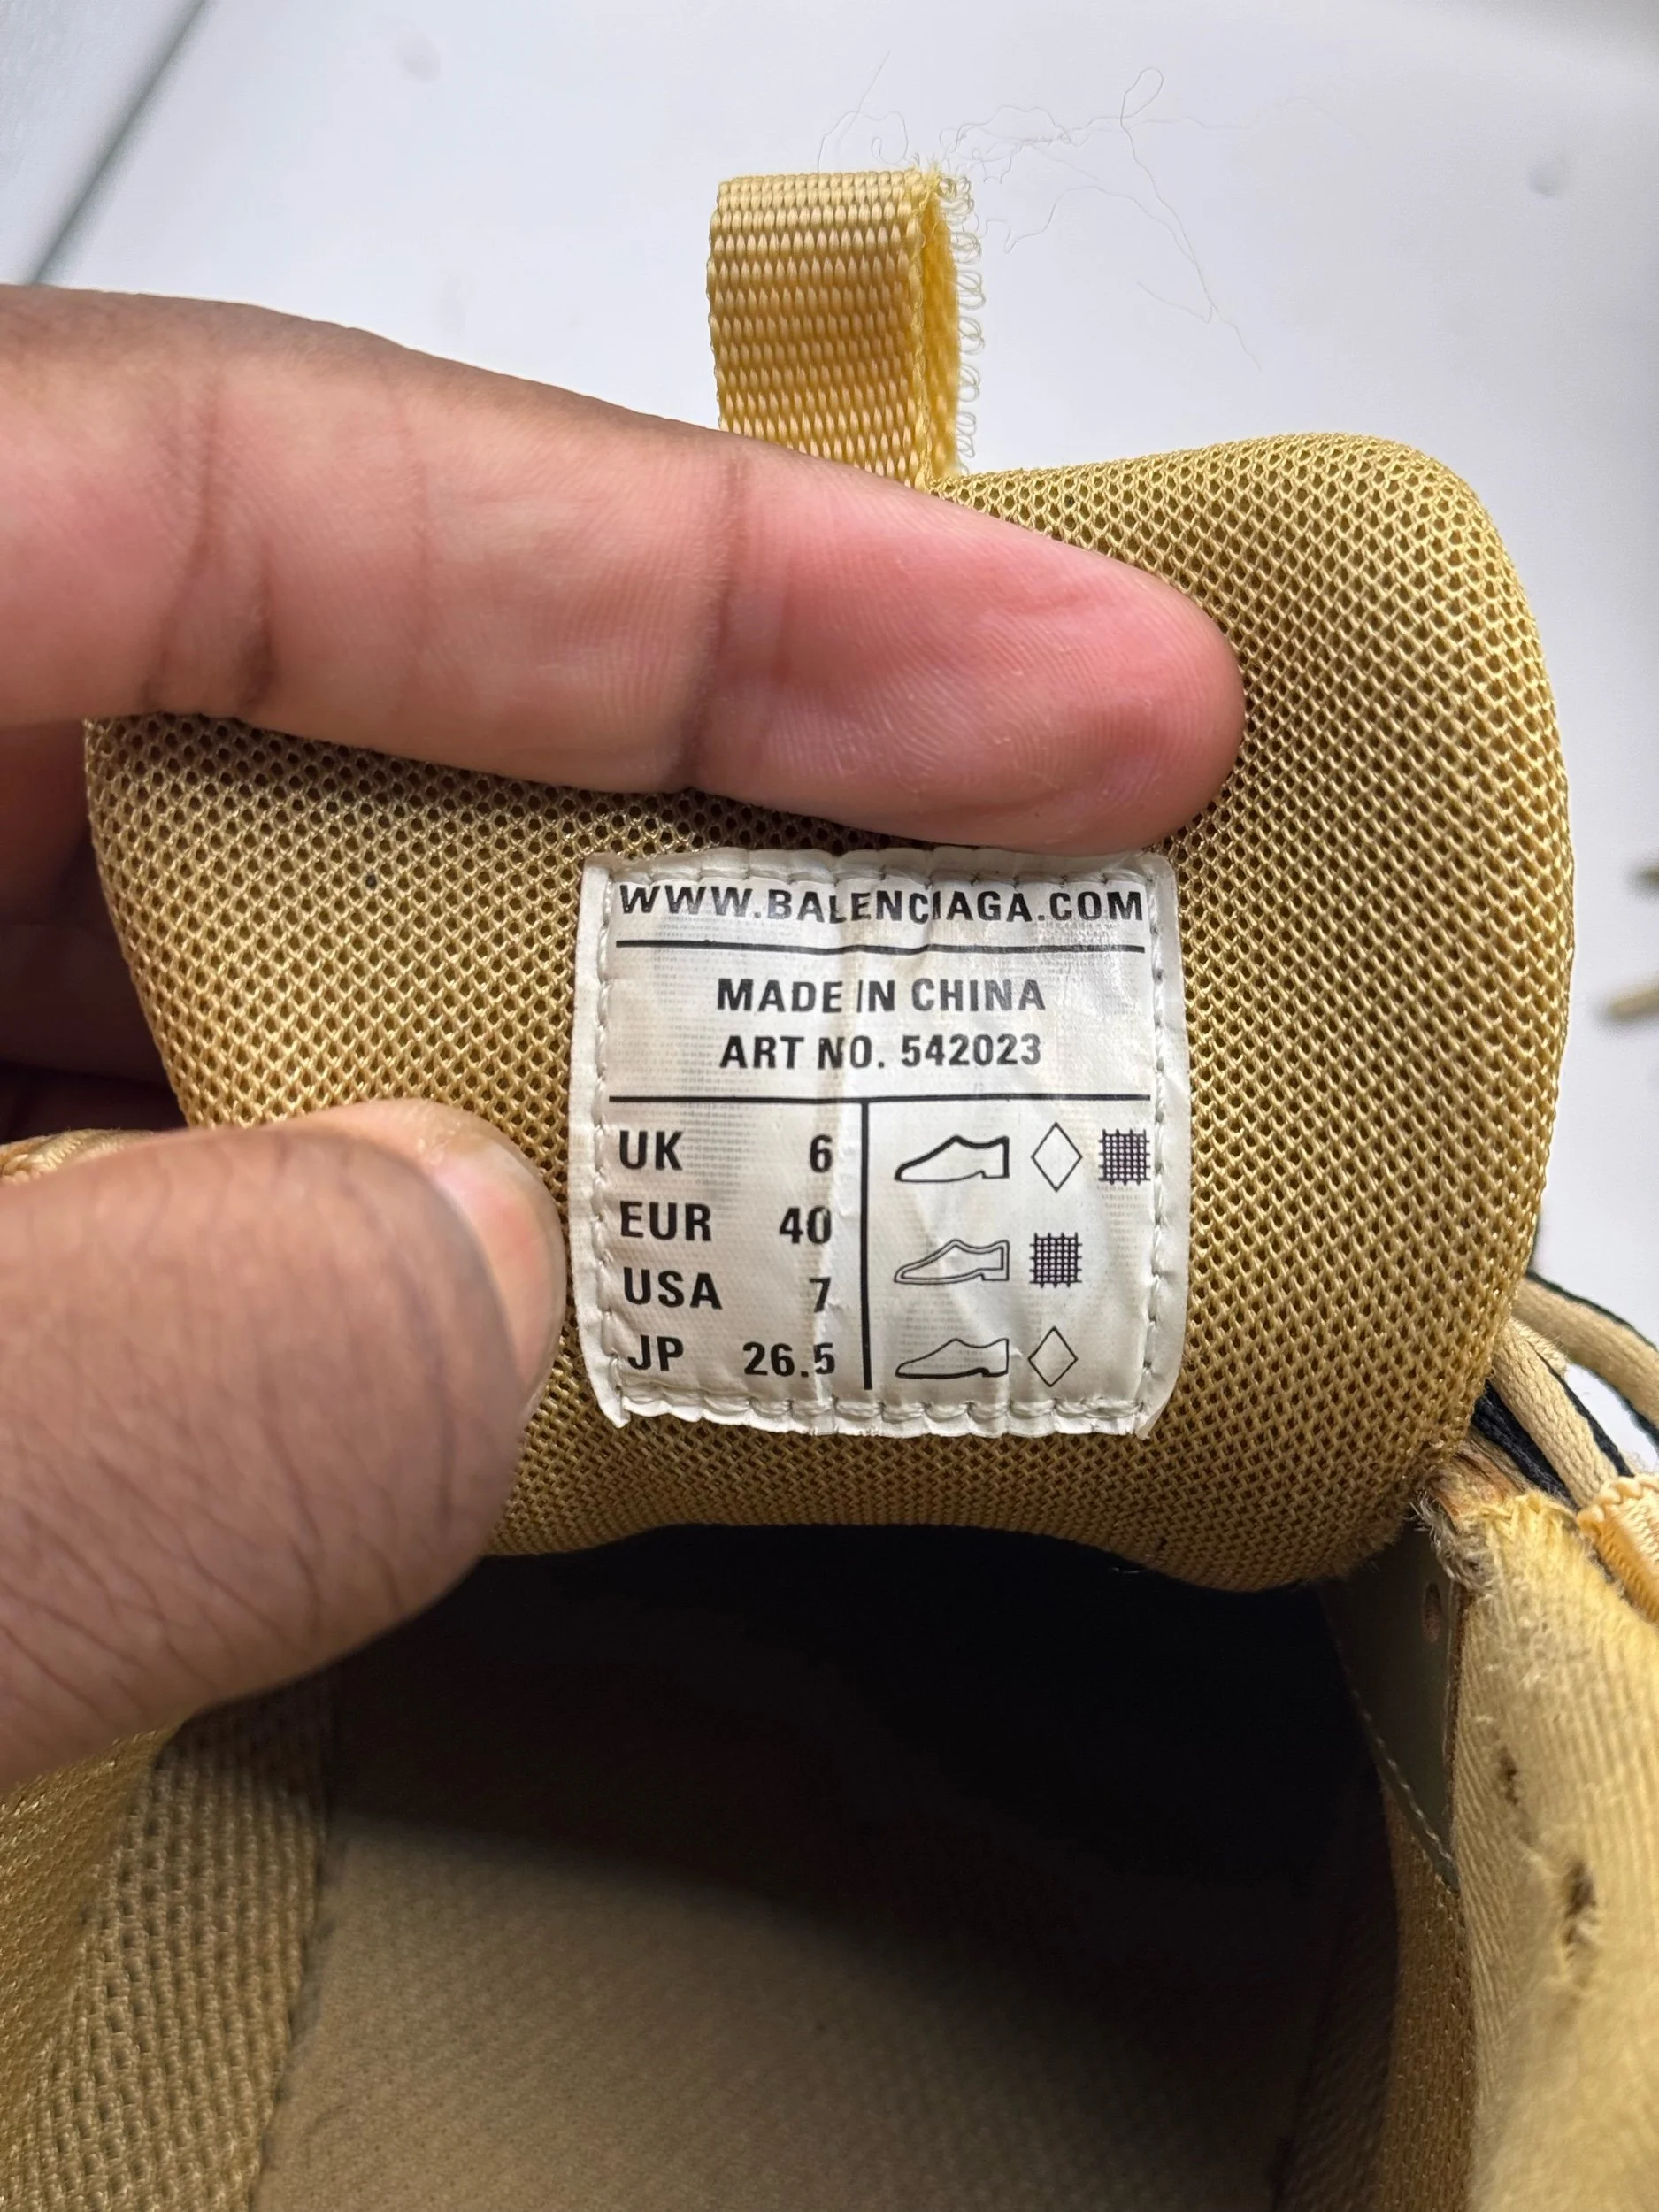 WWW.BALENCIAGA.COM
MADE IN CHINA
ART NO. 542023
UK 6
EUR 40
USA 7
JP 26.5